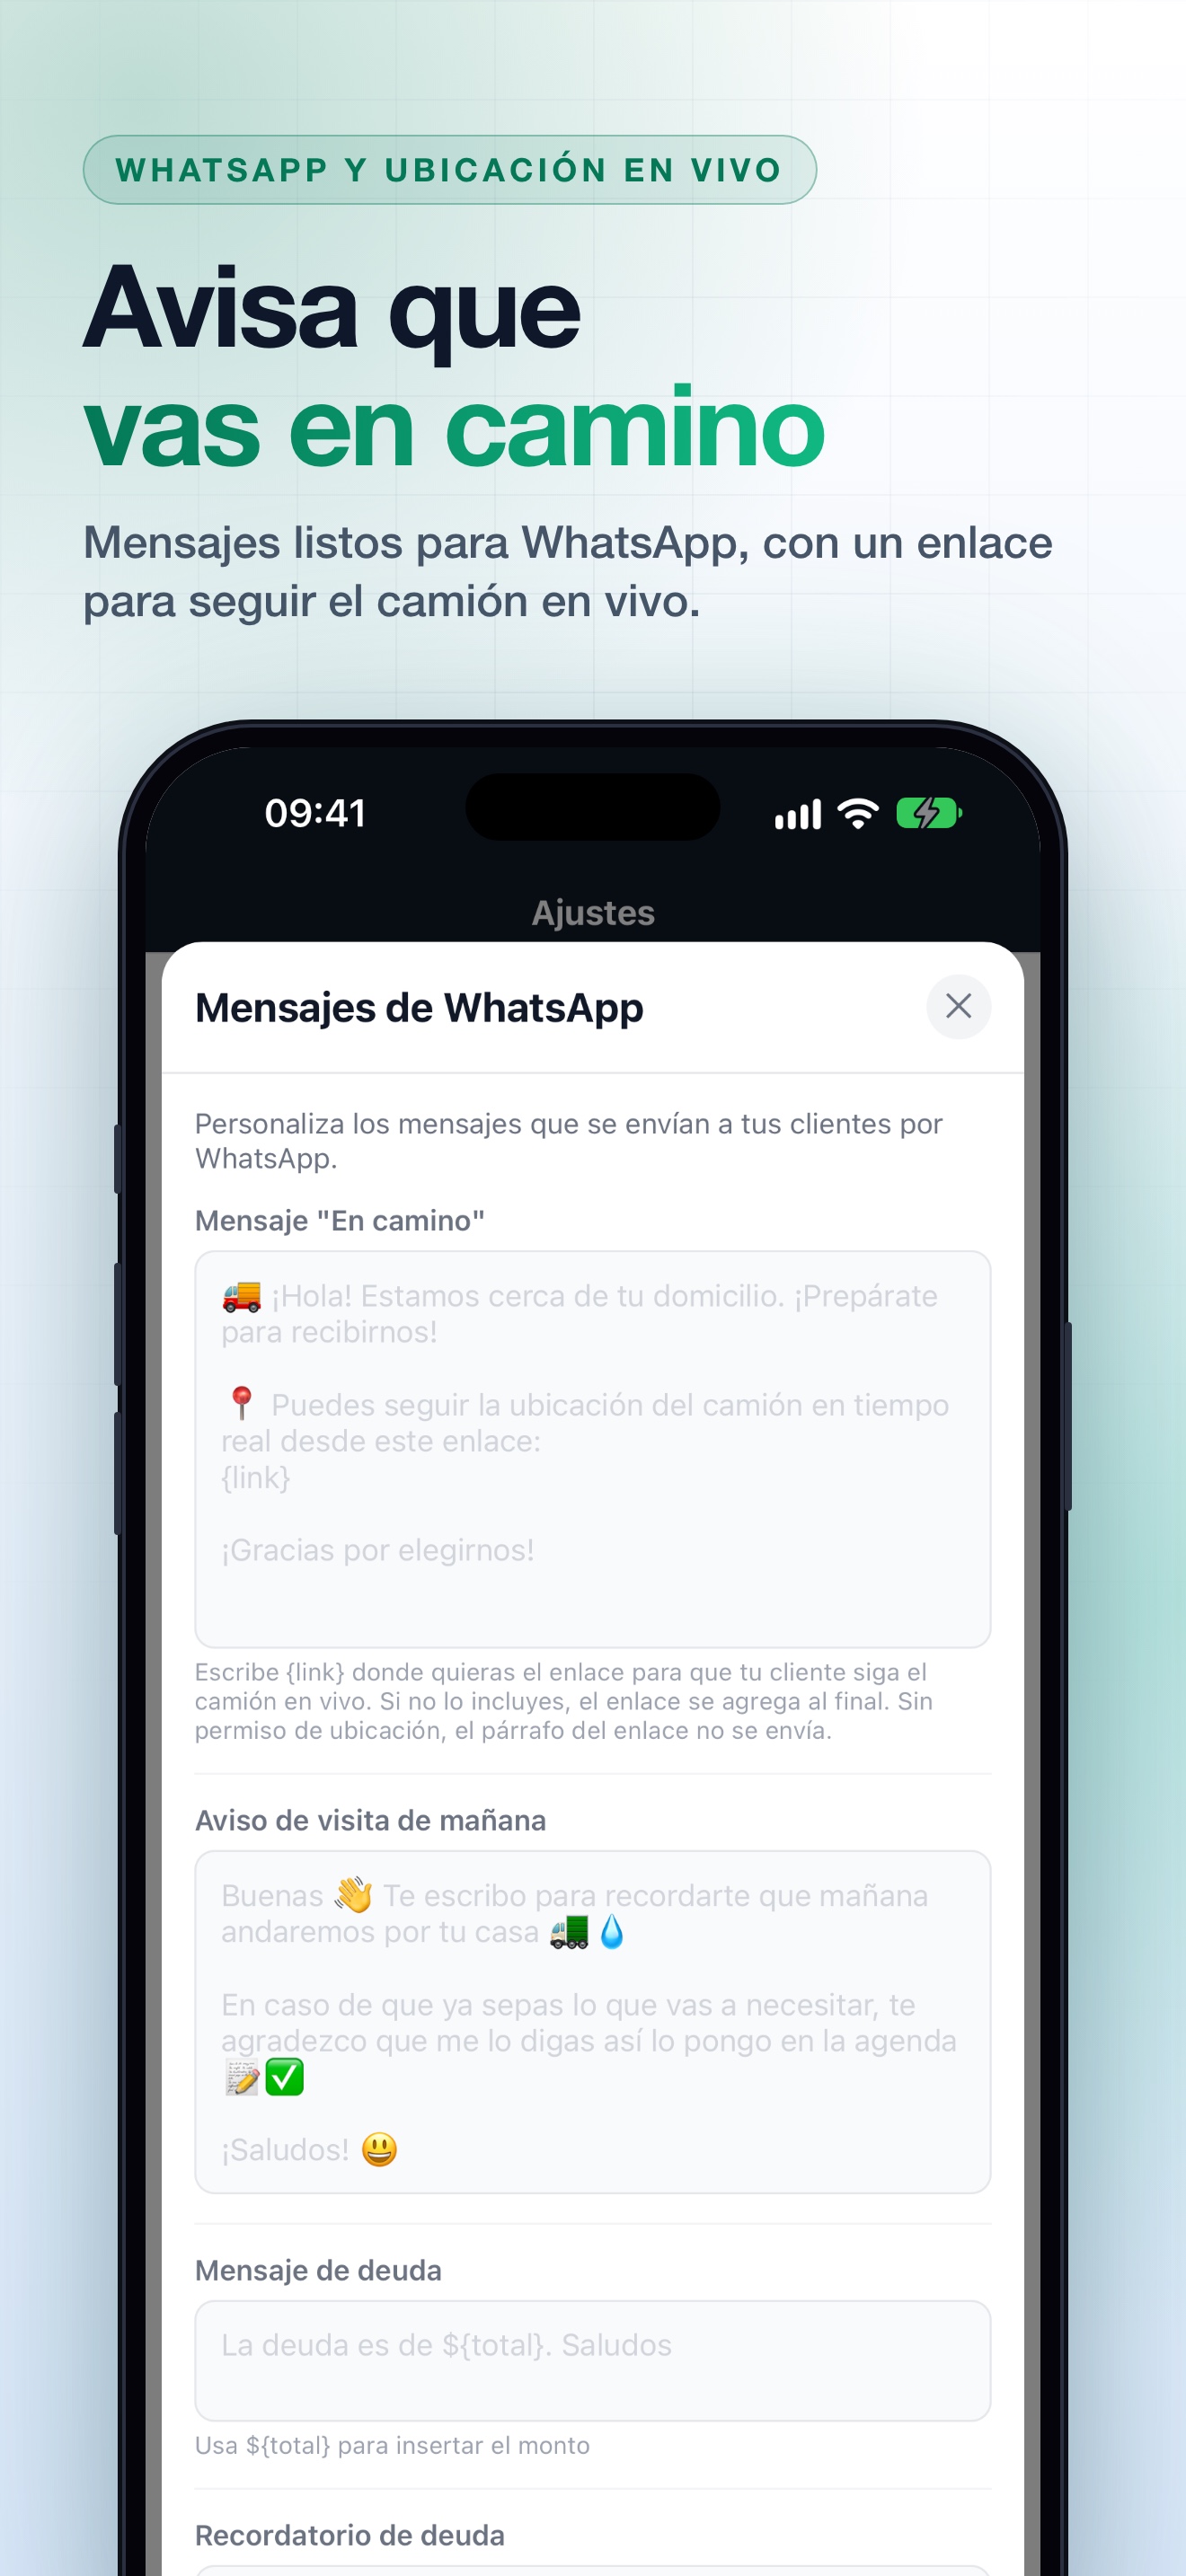 WHATSAPP Y UBICACIÓN EN VIVO
Avisa que
vas en camino
Mensajes listos para WhatsApp, con un enlace
para seguir el camión en vivo.
09:41
Ajustes
Mensajes de WhatsApp
Personaliza los mensajes que se envían a tus clientes por
WhatsApp.
Mensaje "En camino"
🚚 ¡Hola! Estamos cerca de tu domicilio. ¡Prepárate
para recibirnos!
📍 Puedes seguir la ubicación del camión en tiempo
real desde este enlace:
{link}
¡Gracias por elegirnos!
Escribe {link} donde quieras el enlace para que tu cliente siga el
camión en vivo. Si no lo incluyes, el enlace se agrega al final. Sin
permiso de ubicación, el párrafo del enlace no se envía.
Aviso de visita de mañana
Buenas 👋 Te escribo para recordarte que mañana
andaremos por tu casa 🚛💧
En caso de que ya sepas lo que vas a necesitar, te
agradezco que me lo digas así lo pongo en la agenda
📝✅
¡Saludos! 😃
Mensaje de deuda
La deuda es de ${total}. Saludos
Usa ${total} para insertar el monto
Recordatorio de deuda